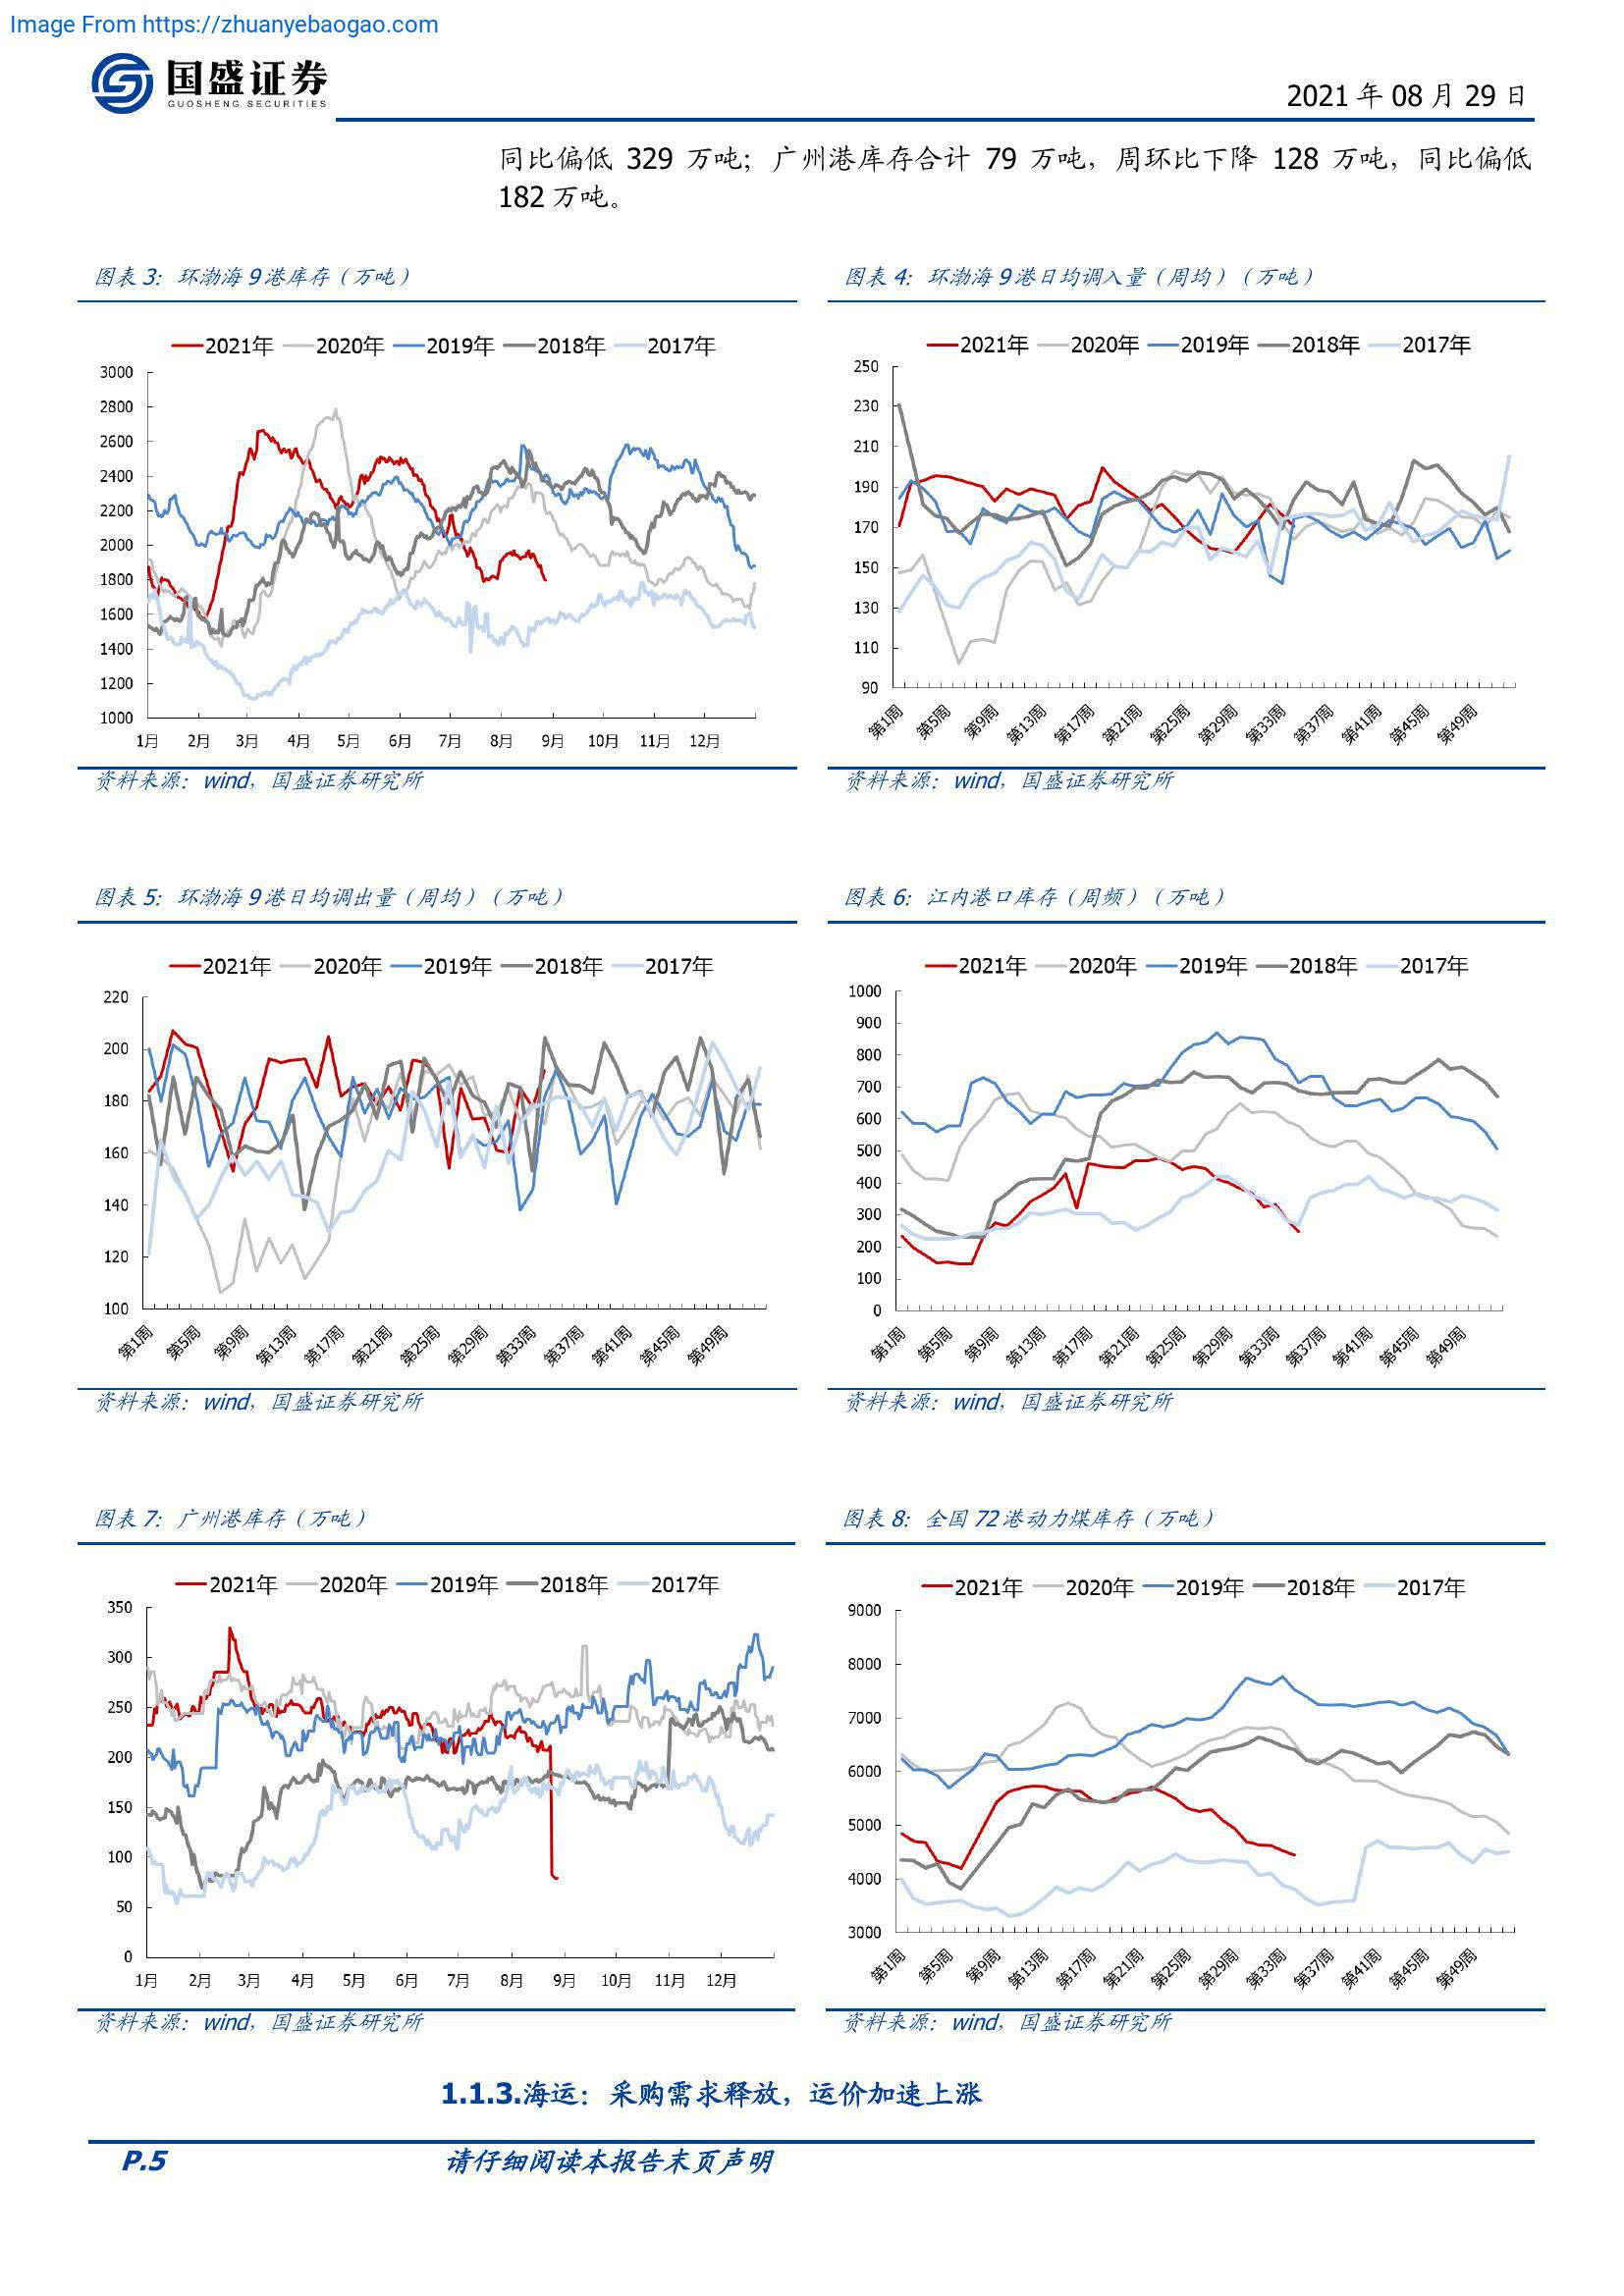 Image From https://zhuanyebaogao.com
国盛证券
GUOSHENG SECURITIES
2021 年 08 月 29 日
同比偏低 329 万吨；广州港库存合计 79 万吨，周环比下降 128 万吨，同比偏低
182 万吨。
图表 3：环渤海 9 港库存（万吨）
2021年 2020年 2019年 2018年 2017年
3000
2800
2600
2400
2200
2000
1800
1600
1400
1200
1000
1月 2月 3月 4月 5月 6月 7月 8月 9月 10月 11月 12月
资料来源：wind，国盛证券研究所
图表 4：环渤海 9 港日均调入量（周均）（万吨）
2021年 2020年 2019年 2018年 2017年
250
230
210
190
170
150
130
110
90
第1周 第5周 第9周 第13周 第17周 第21周 第25周 第29周 第33周 第37周 第41周 第45周 第49周
资料来源：wind，国盛证券研究所
图表 5：环渤海 9 港日均调出量（周均）（万吨）
2021年 2020年 2019年 2018年 2017年
220
200
180
160
140
120
100
第1周 第5周 第9周 第13周 第17周 第21周 第25周 第29周 第33周 第37周 第41周 第45周 第49周
资料来源：wind，国盛证券研究所
图表 6：江内港口库存（周频）（万吨）
2021年 2020年 2019年 2018年 2017年
1000
900
800
700
600
500
400
300
200
100
0
第1周 第5周 第9周 第13周 第17周 第21周 第25周 第29周 第33周 第37周 第41周 第45周 第49周
资料来源：wind，国盛证券研究所
图表 7：广州港库存（万吨）
2021年 2020年 2019年 2018年 2017年
350
300
250
200
150
100
50
0
1月 2月 3月 4月 5月 6月 7月 8月 9月 10月 11月 12月
资料来源：wind，国盛证券研究所
图表 8：全国 72 港动力煤库存（万吨）
2021年 2020年 2019年 2018年 2017年
9000
8000
7000
6000
5000
4000
3000
第1周 第5周 第9周 第13周 第17周 第21周 第25周 第29周 第33周 第37周 第41周 第45周 第49周
资料来源：wind，国盛证券研究所
1.1.3.海运：采购需求释放，运价加速上涨
P.5 请仔细阅读本报告末页声明